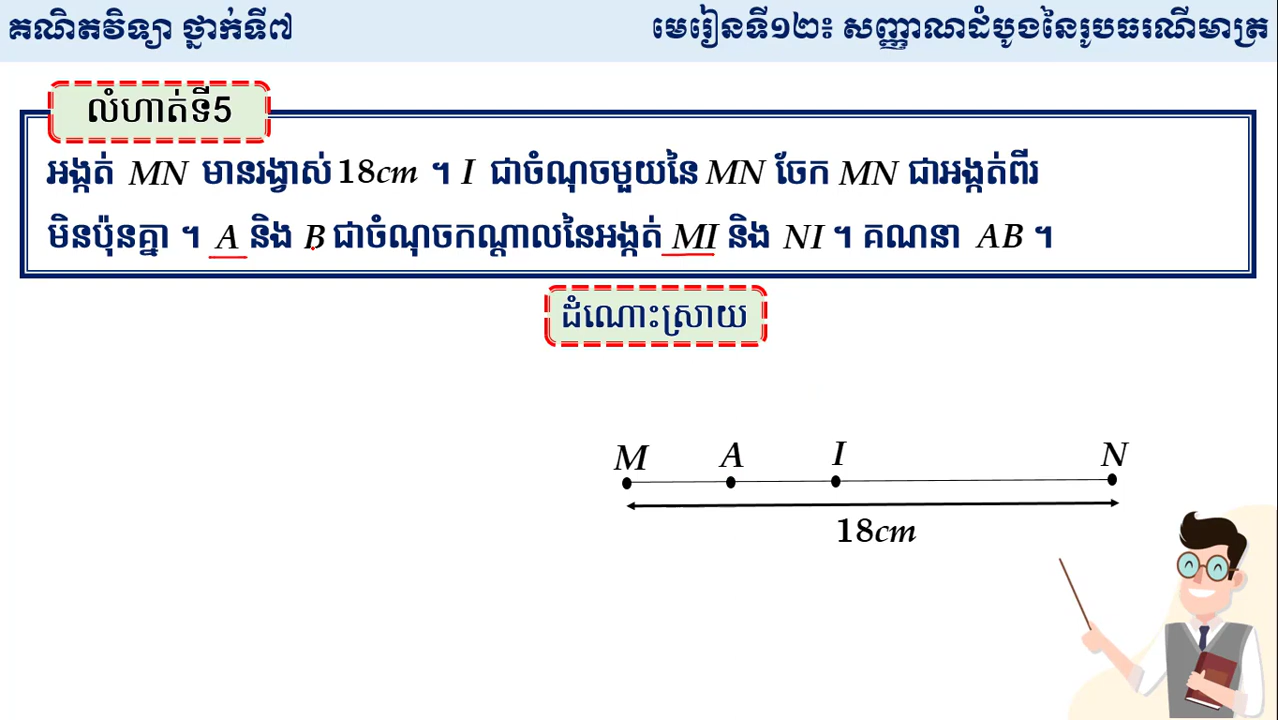 គណិតវិទ្យា ថ្នាក់ទី៧
មេរៀនទី១២៖ សញ្ញាណដំបូងនៃរូបធរណីមាត្រ
លំហាត់ទី5
អង្កត់ MN មានរង្វាស់ 18cm ។ I ជាចំណុចមួយនៃ MN ចែក MN ជាអង្កត់ពីរ
មិនប៉ុនគ្នា ។ A និង B ជាចំណុចកណ្តាលនៃអង្កត់ MI និង NI ។ គណនា AB ។
ដំណោះស្រាយ
M A I N
18cm